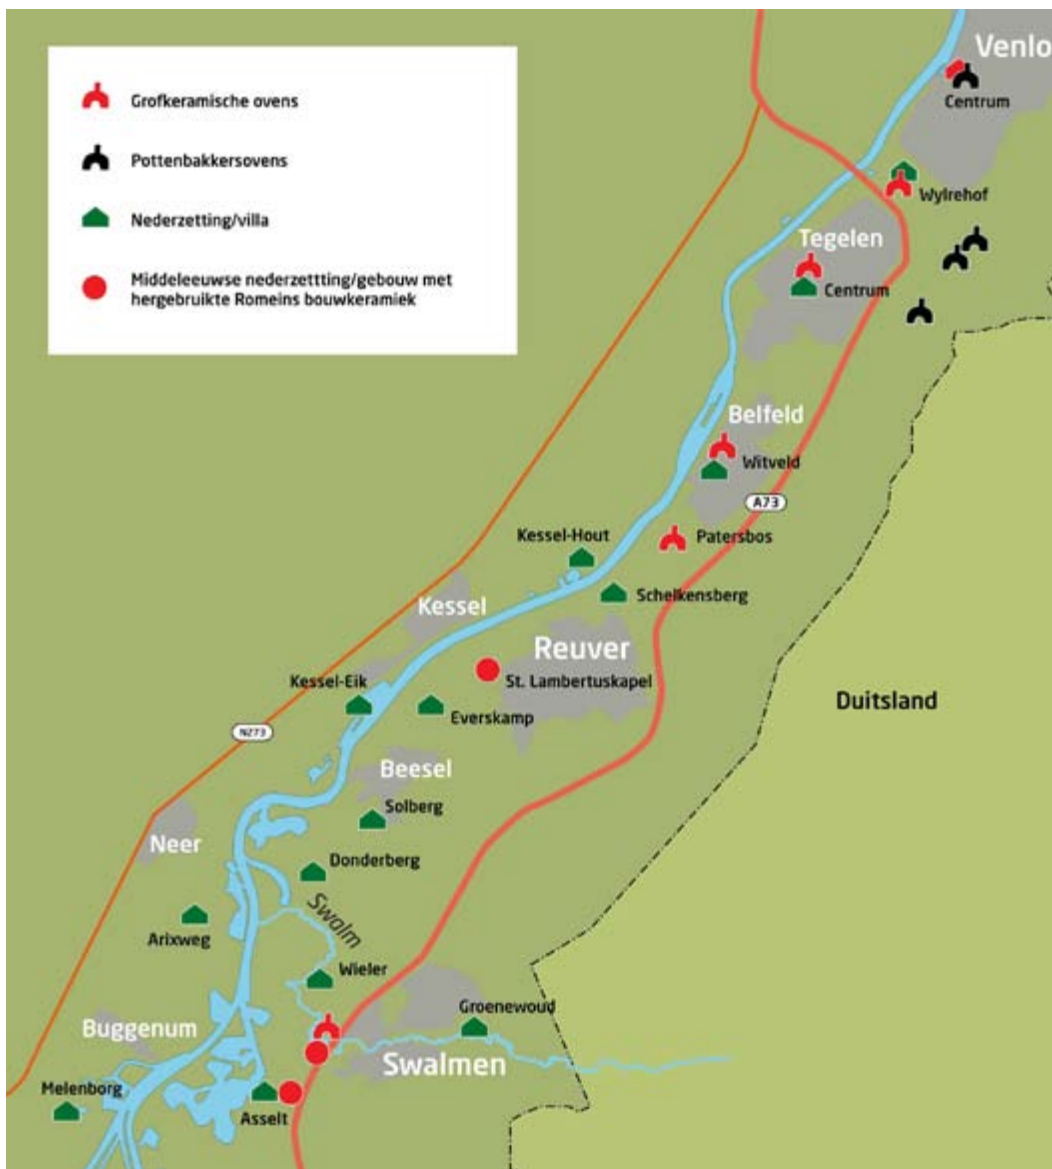 Grofkeramische ovens
Pottenbakkersovens
Nederzetting/villa
Middeleeuwse nederzettting/gebouw met
hergebruikte Romeins bouwkeramiek
Venlo
Centrum
Wylrehof
Tegelen
Centrum
Belfeld
Witveld
A73
Patersbos
Kessel-Hout
Schelkensberg
Kessel
Reuver
St. Lambertuskapel
Kessel-Eik
Everskamp
Duitsland
N273
Beesel
Solberg
Neer
Donderberg
Swalm
Arixweg
Wieler
Groenewoud
Buggenum
Swalmen
Melenborg
Asselt